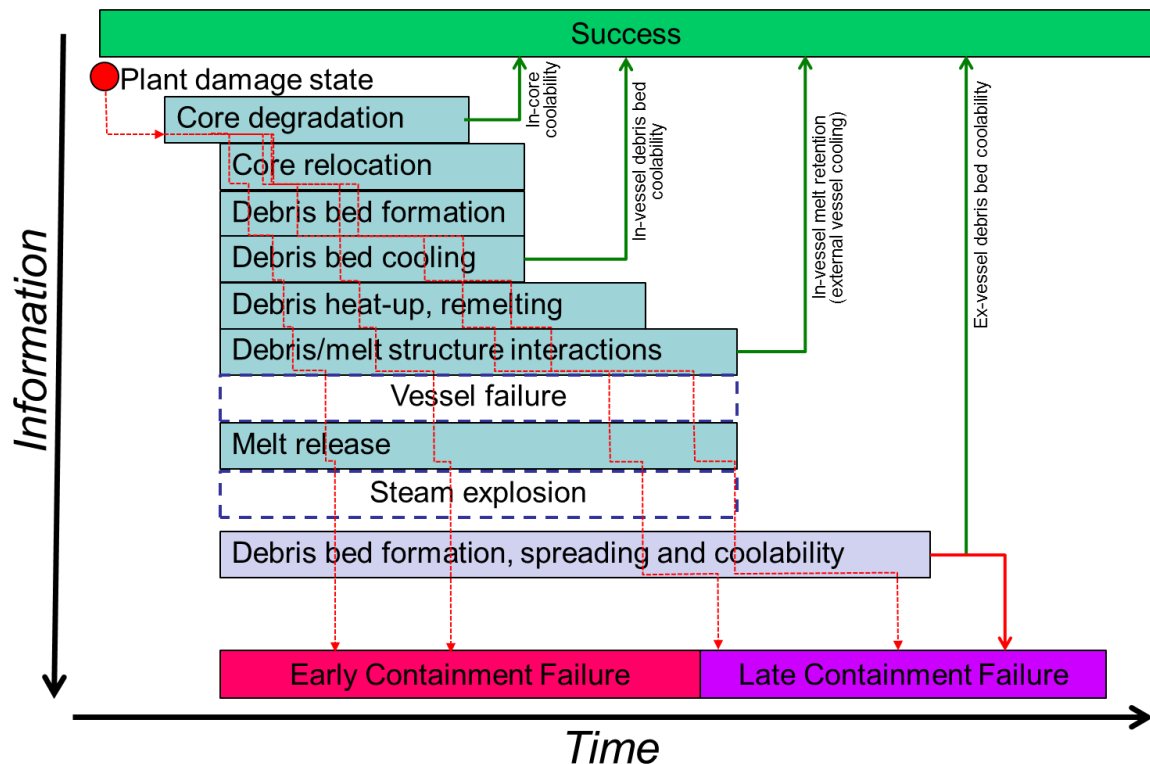 Success
Plant damage state
Core degradation
Core relocation
Debris bed formation
Debris bed cooling
Debris heat-up, remelting
Debris/melt structure interactions
Vessel failure
Melt release
Steam explosion
Debris bed formation, spreading and coolability
Early Containment Failure
Late Containment Failure
In-core
coolability
In-vessel debris bed
coolability
In-vessel melt retention
(external vessel cooling)
Ex-vessel debris bed coolability
Information
Time